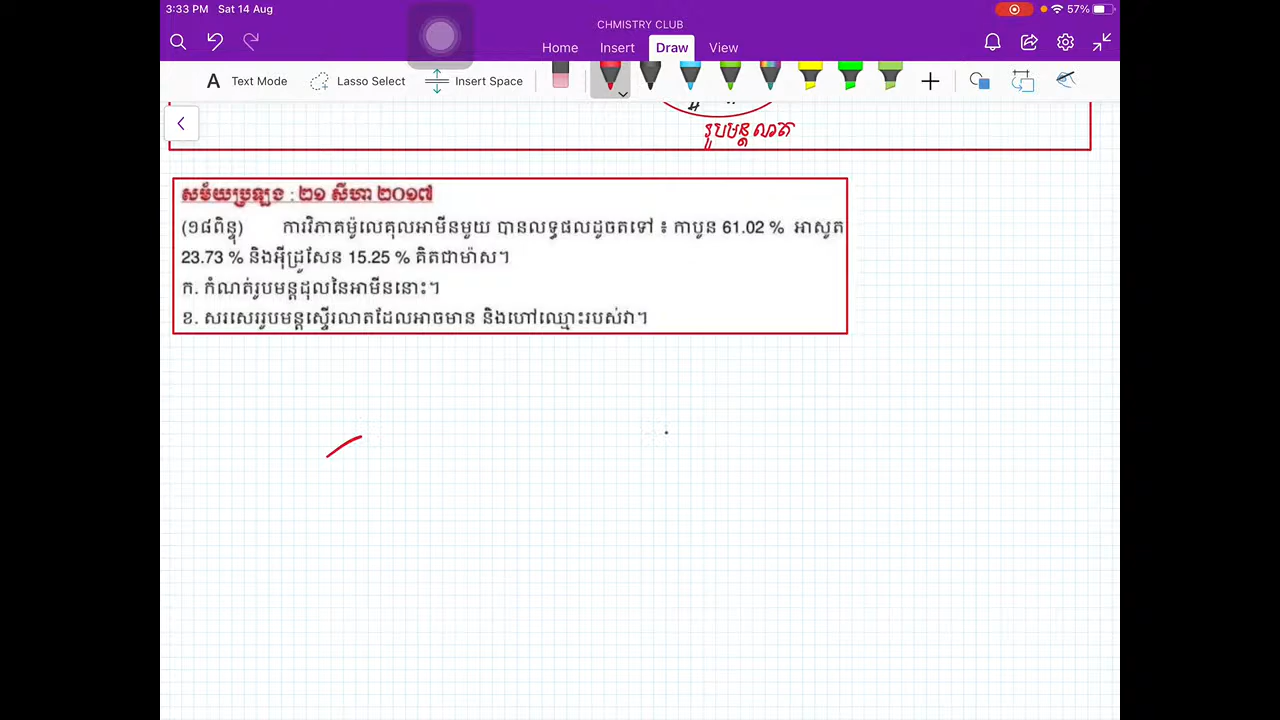 3:33 PM Sat 14 Aug
57%
CHMISTRY CLUB
Home Insert Draw View
Text Mode Lasso Select Insert Space
រូបមន្តលាត
សម័យប្រឡង : ២១ សីហា ២០១៧
(១៨ពិន្ទុ) ការវិភាគម៉ូលេគុលអាមីនមួយ បានលទ្ធផលដូចតទៅ ៖ កាបូន 61.02 % អាសូត
23.73 % និងអ៊ីដ្រូសែន 15.25 % គិតជាម៉ាស។
ក. កំណត់រូបមន្តដុលនៃអាមីននោះ។
ខ. សរសេររូបមន្តស្ទើរលាតដែលអាចមាន និងហៅឈ្មោះរបស់វា។